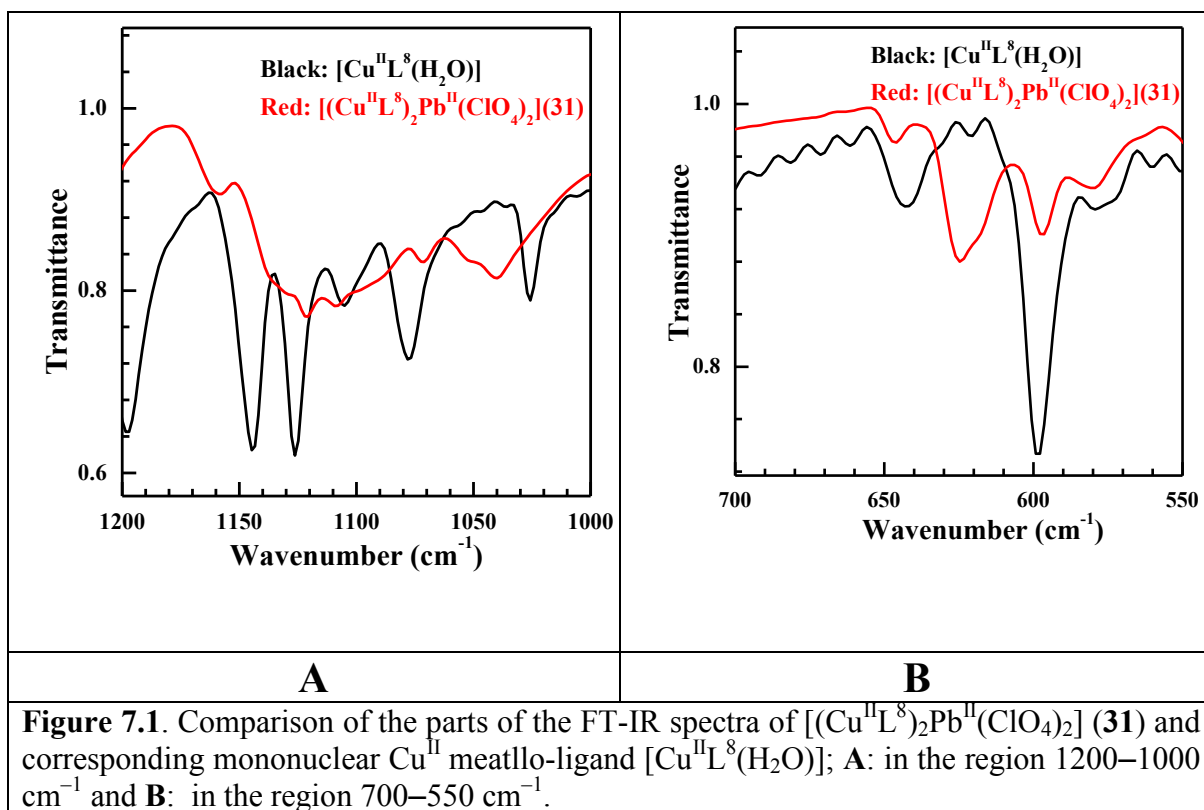 Black: [Cu^II L^8(H₂O)]
Red: [(Cu^II L^8)₂Pb^II(ClO₄)₂](31)
Transmittance
1.0
0.8
0.6
1200 1150 1100 1050 1000
Wavenumber (cm⁻¹)
Black: [Cu^II L^8(H₂O)]
Red: [(Cu^II L^8)₂Pb^II(ClO₄)₂](31)
Transmittance
1.0
0.8
700 650 600 550
Wavenumber (cm⁻¹)
A
B
Figure 7.1. Comparison of the parts of the FT-IR spectra of [(Cu^II L^8)₂Pb^II(ClO₄)₂] (31) and
corresponding mononuclear Cu^II meatllo-ligand [Cu^II L^8(H₂O)]; A: in the region 1200–1000
cm⁻¹ and B: in the region 700–550 cm⁻¹.